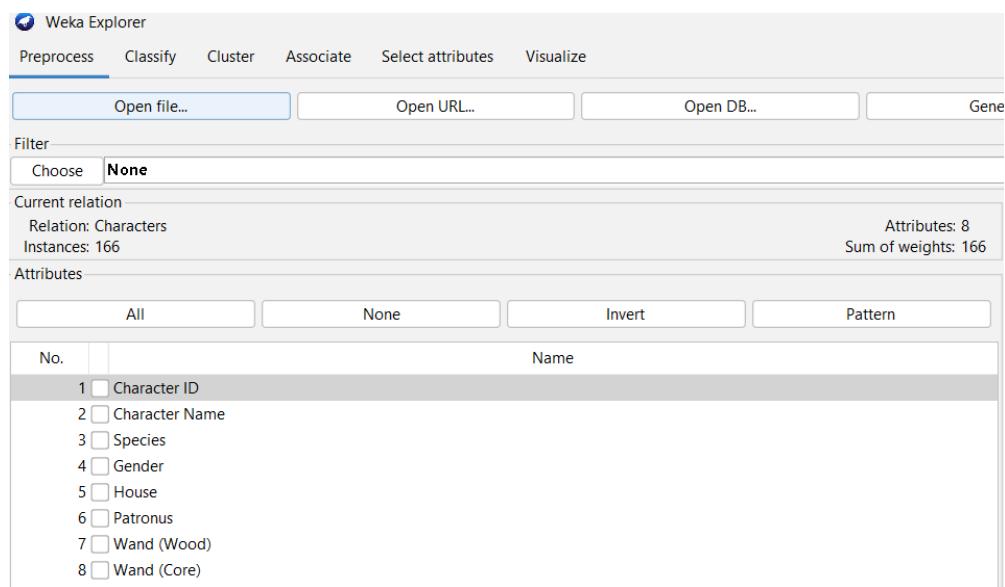 Weka Explorer
Preprocess Classify Cluster Associate Select attributes Visualize
Open file... Open URL... Open DB... Gene
Filter
Choose None
Current relation
Relation: Characters Attributes: 8
Instances: 166 Sum of weights: 166
Attributes
All None Invert Pattern
No. Name
1 Character ID
2 Character Name
3 Species
4 Gender
5 House
6 Patronus
7 Wand (Wood)
8 Wand (Core)